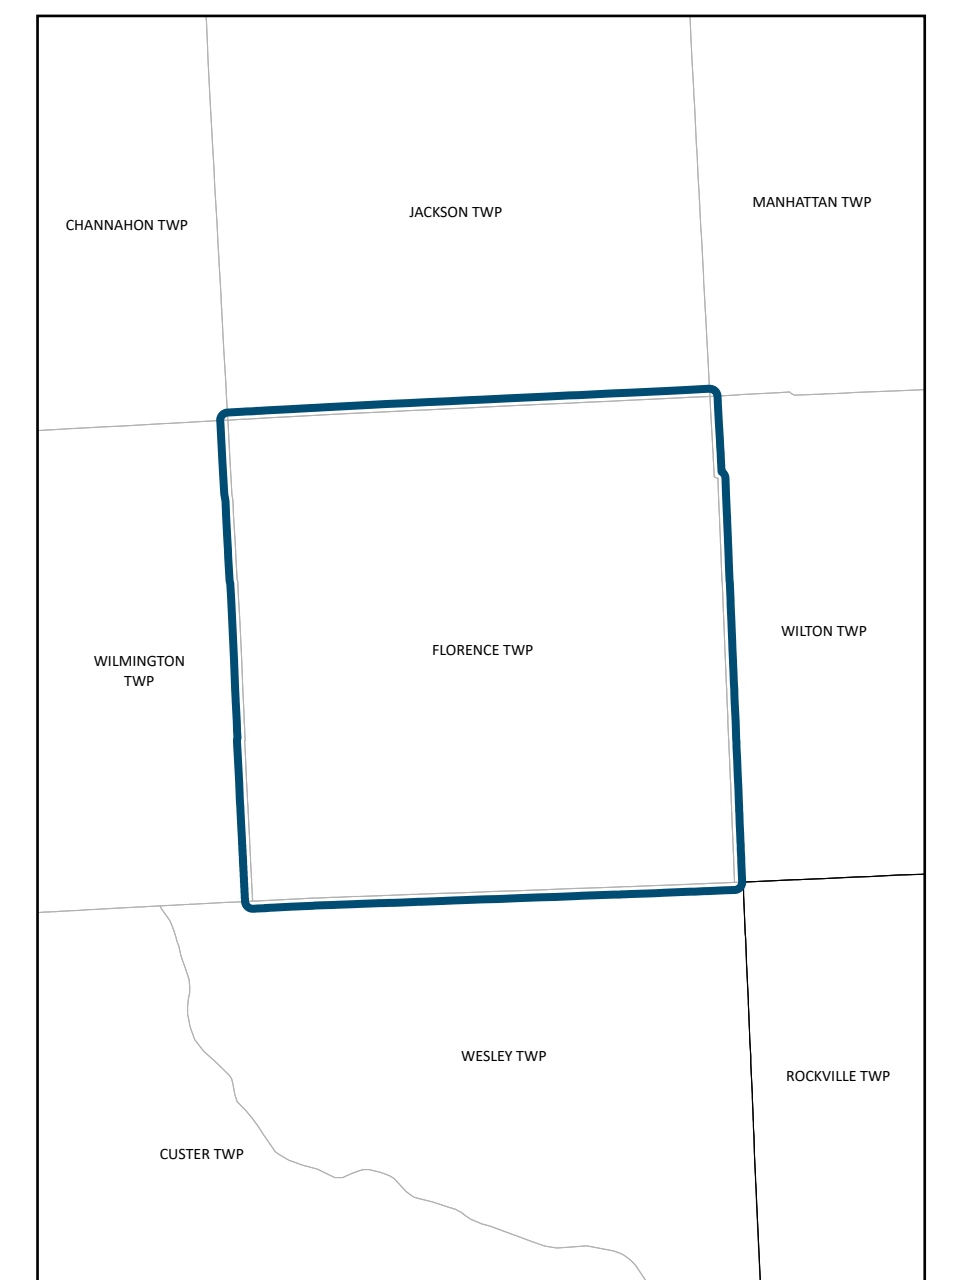 MANHATTAN TWP
JACKSON TWP
CHANNAHON TWP
WILTON TWP
FLORENCE TWP
WILMINGTON
TWP
WESLEY TWP
ROCKVILLE TWP
CUSTER TWP